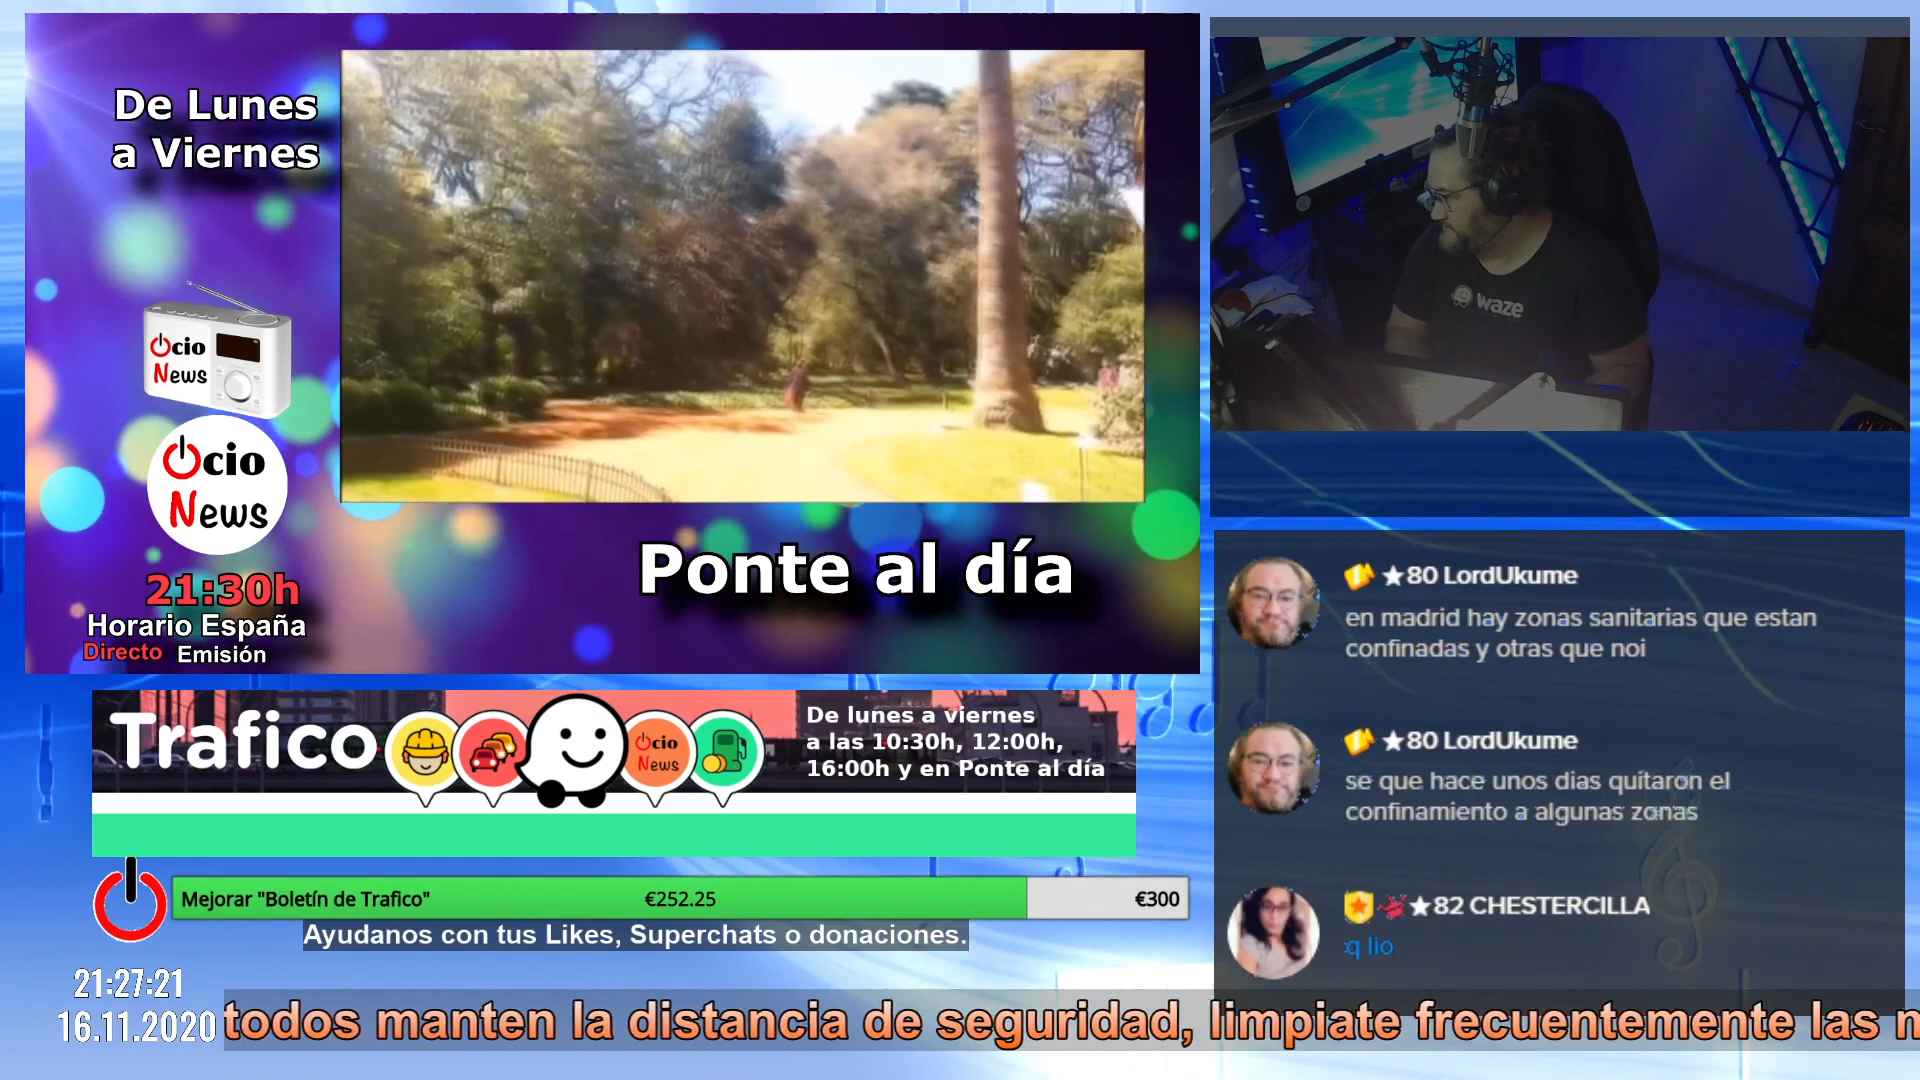 De Lunes
a Viernes
Ocio
News
Ocio
News
21:30h
Horario España
Directo Emisión
Ponte al día
waze
★80 LordUkume
en madrid hay zonas sanitarias que estan
confinadas y otras que noi
★80 LordUkume
se que hace unos dias quitaron el
confinamiento a algunas zonas
★82 CHESTERCILLA
q lio
Trafico
Ocio
News
De lunes a viernes
a las 10:30h, 12:00h,
16:00h y en Ponte al día
Mejorar "Boletín de Trafico" €252.25 €300
Ayudanos con tus Likes, Superchats o donaciones.
21:27:21
16.11.2020
todos manten la distancia de seguridad, limpiate frecuentemente las